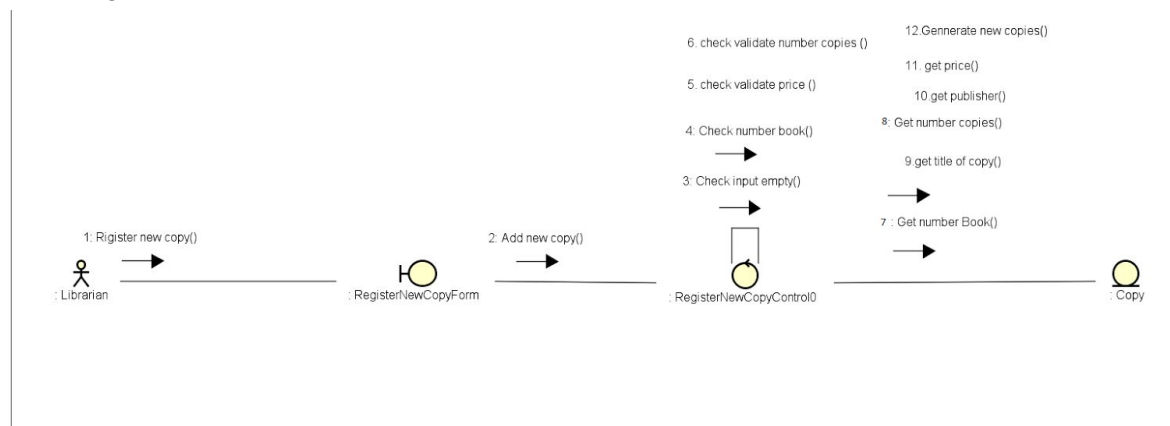 12.Gennerate new copies()
6. check validate number copies ()
11. get price()
5. check validate price ()
10.get publisher()
8: Get number copies()
4: Check number book()
9.get title of copy()
3: Check input empty()
7 : Get number Book()
1: Rigister new copy()
2: Add new copy()
: Librarian
: RegisterNewCopyForm
: RegisterNewCopyControl0
: Copy